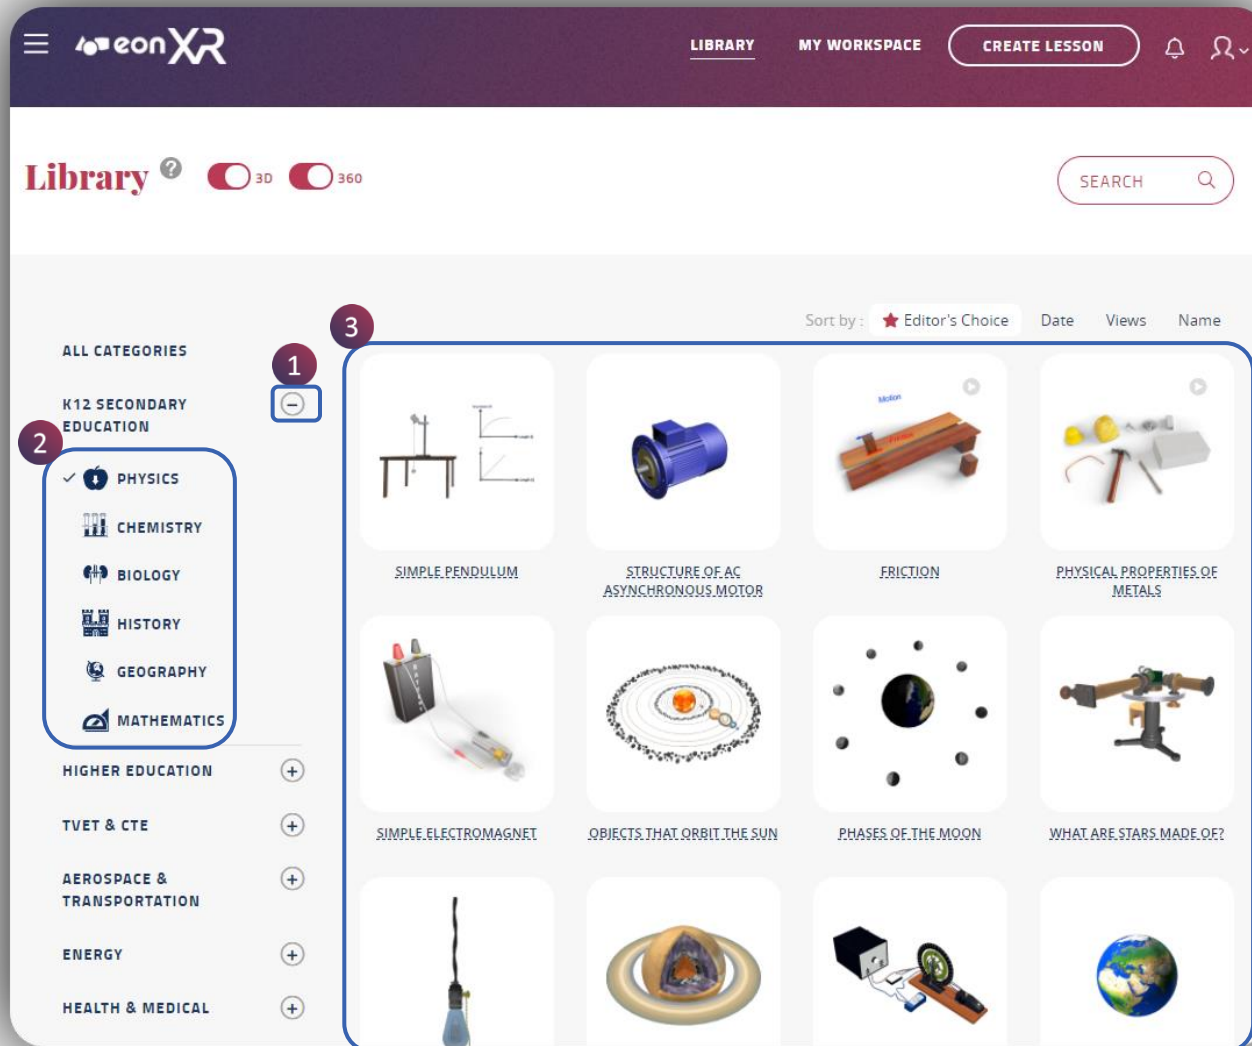 eonXR
LIBRARY
MY WORKSPACE
CREATE LESSON
Library
?
3D
360
SEARCH
Sort by :
Editor's Choice
Date
Views
Name
3
ALL CATEGORIES
1
K12 SECONDARY
EDUCATION
2
PHYSICS
CHEMISTRY
BIOLOGY
HISTORY
GEOGRAPHY
MATHEMATICS
HIGHER EDUCATION
TVET & CTE
AEROSPACE &
TRANSPORTATION
ENERGY
HEALTH & MEDICAL
SIMPLE PENDULUM
STRUCTURE OF AC
ASYNCHRONOUS MOTOR
Motion
Friction
FRICTION
PHYSICAL PROPERTIES OF
METALS
BATTERY
SIMPLE ELECTROMAGNET
OBJECTS THAT ORBIT THE SUN
PHASES OF THE MOON
WHAT ARE STARS MADE OF?